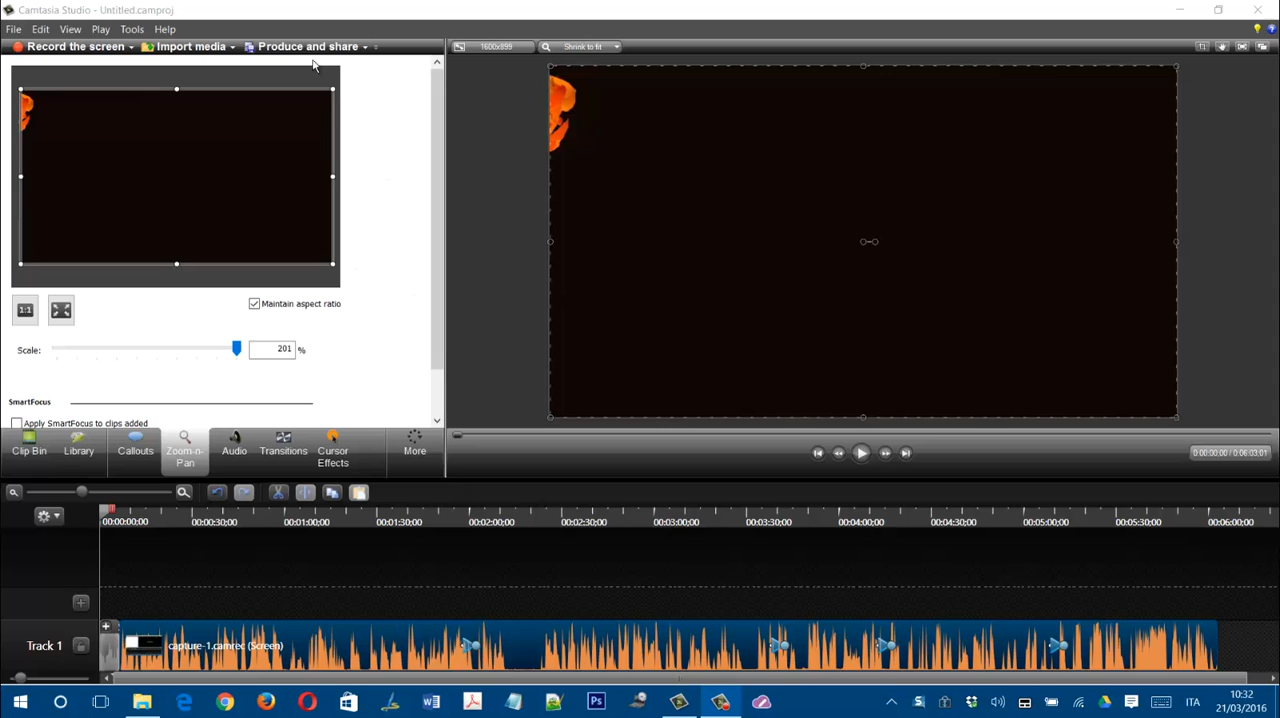 Camtasia Studio - Untitled.camproj
File Edit View Play Tools Help
Record the screen Import media Produce and share
1600x899 Shrink to fit
1:1
Maintain aspect ratio
Scale: 201 %
SmartFocus
Apply SmartFocus to clips added
Clip Bin Library Callouts Zoom-n-Pan Audio Transitions Cursor Effects More
0:00:00;00 / 0:06:03;01
00:00:00;00 00:00:30;00 00:01:00;00 00:01:30;00 00:02:00;00 00:02:30;00 00:03:00;00 00:03:30;00 00:04:00;00 00:04:30;00 00:05:00;00 00:05:30;00 00:06:00;00
Track 1 capture-1.camrec (Screen)
ITA
10:32
21/03/2016